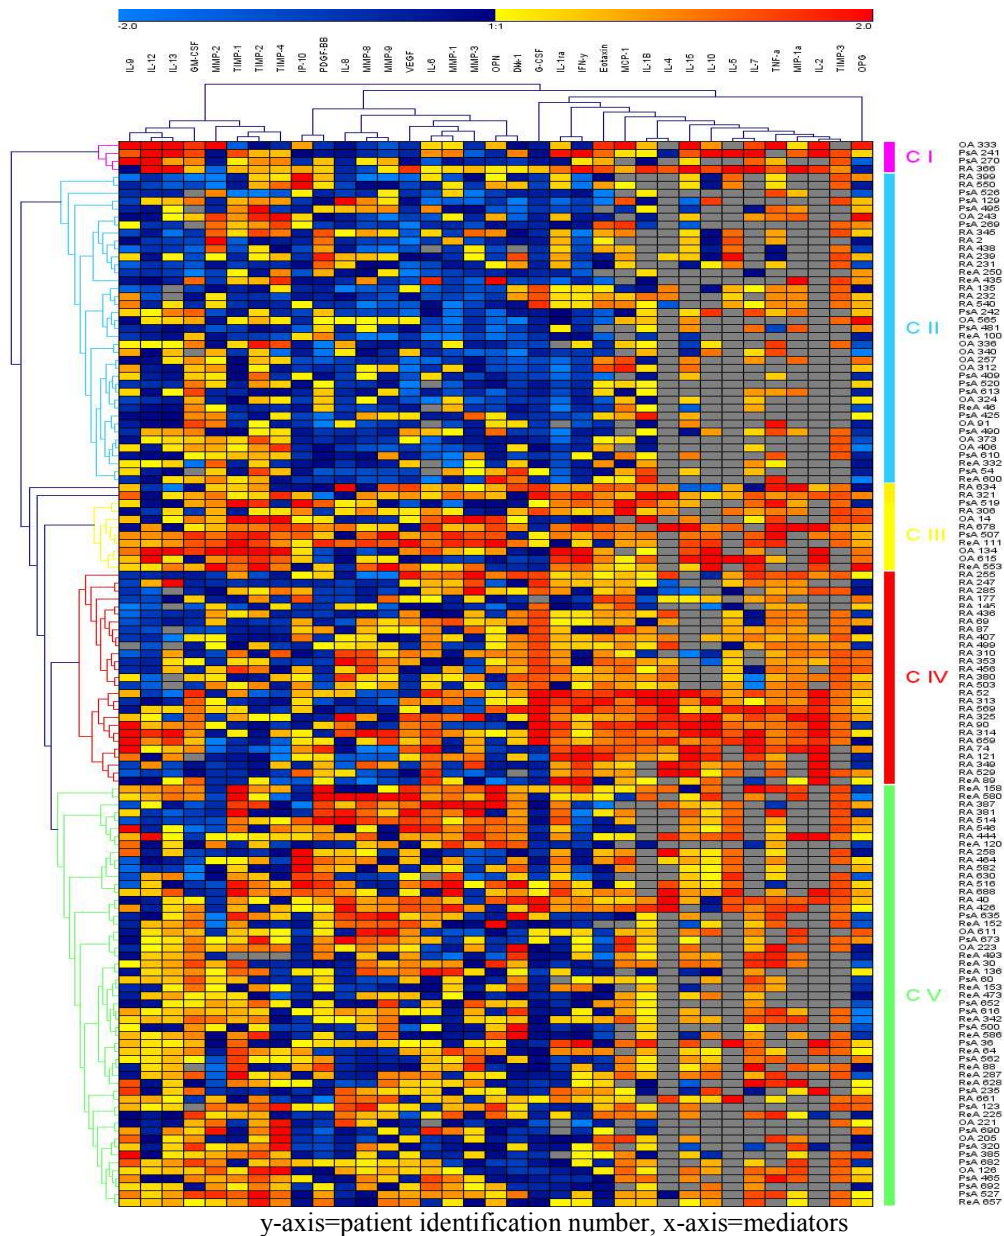 -2.0 1:1 2.0
IL-9 IL-12 IL-13 GM-CSF MMP-2 TIMP-1 TIMP-2 TIMP-4 IP-10 PDGF-BB IL-8 MMP-8 MMP-9 VEGF IL-6 MMP-1 MMP-3 OPN Dkk-1 G-CSF IL-1ra IFN-y Eotaxin MCP-1 IL-1B IL-4 IL-15 IL-10 IL-5 IL-7 TNF-a MIP-1a IL-2 TIMP-3 OPG
OA 333
PsA 241
PsA 270
RA 366
RA 399
RA 550
PsA 526
PsA 129
PsA 495
OA 243
PsA 269
RA 345
RA 2
RA 438
RA 239
RA 231
ReA 250
ReA 435
RA 135
RA 232
RA 540
PsA 242
OA 565
PsA 481
ReA 100
OA 336
OA 340
OA 257
OA 312
PsA 409
PsA 520
PsA 613
OA 324
ReA 46
PsA 425
OA 91
PsA 490
OA 373
OA 406
PsA 610
ReA 332
PsA 54
ReA 600
RA 634
RA 321
PsA 519
RA 306
OA 14
RA 678
PsA 507
ReA 111
OA 134
OA 615
ReA 553
RA 255
RA 247
RA 285
RA 177
RA 145
RA 436
RA 69
RA 87
RA 407
RA 499
RA 310
RA 353
RA 456
RA 380
RA 503
RA 52
RA 313
RA 569
RA 325
RA 90
RA 314
RA 659
RA 74
RA 121
RA 349
RA 529
ReA 89
ReA 158
ReA 580
RA 387
RA 381
RA 514
RA 546
RA 444
ReA 120
RA 258
RA 464
RA 582
RA 630
RA 516
RA 688
RA 40
RA 426
PsA 635
ReA 152
OA 611
PsA 673
OA 223
ReA 493
ReA 30
ReA 136
PsA 60
ReA 153
ReA 473
PsA 652
PsA 616
ReA 342
PsA 500
ReA 586
PsA 36
ReA 64
PsA 562
ReA 88
ReA 287
ReA 628
PsA 235
RA 661
PsA 123
ReA 225
OA 221
PsA 690
OA 205
PsA 320
PsA 385
PsA 682
OA 126
PsA 465
PsA 692
PsA 527
ReA 657
C I
C II
C III
C IV
C V
y-axis=patient identification number, x-axis=mediators